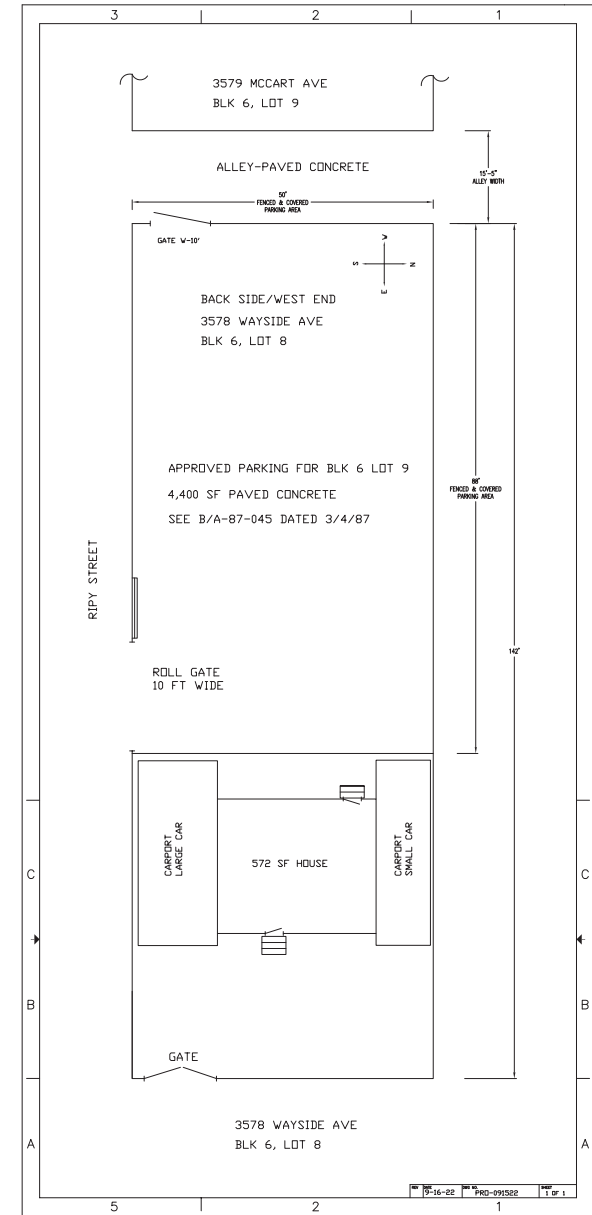 3 2 1
3579 MCCART AVE
BLK 6, LOT 9
ALLEY-PAVED CONCRETE
15'-5"
ALLEY WIDTH
50'
FENCED & COVERED
PARKING AREA
GATE W-10'
W
S N
E
BACK SIDE/WEST END
3578 WAYSIDE AVE
BLK 6, LOT 8
APPROVED PARKING FOR BLK 6 LOT 9
4,400 SF PAVED CONCRETE
SEE B/A-87-045 DATED 3/4/87
88'
FENCED & COVERED
PARKING AREA
RIPY STREET
142'
ROLL GATE
10 FT WIDE
CARPORT
LARGE CAR
572 SF HOUSE
CARPORT
SMALL CAR
C C
B B
GATE
3578 WAYSIDE AVE
BLK 6, LOT 8
A A
REV DATE 9-16-22 DWG NO. PRO-091522 SHEET 1 OF 1
5 2 1